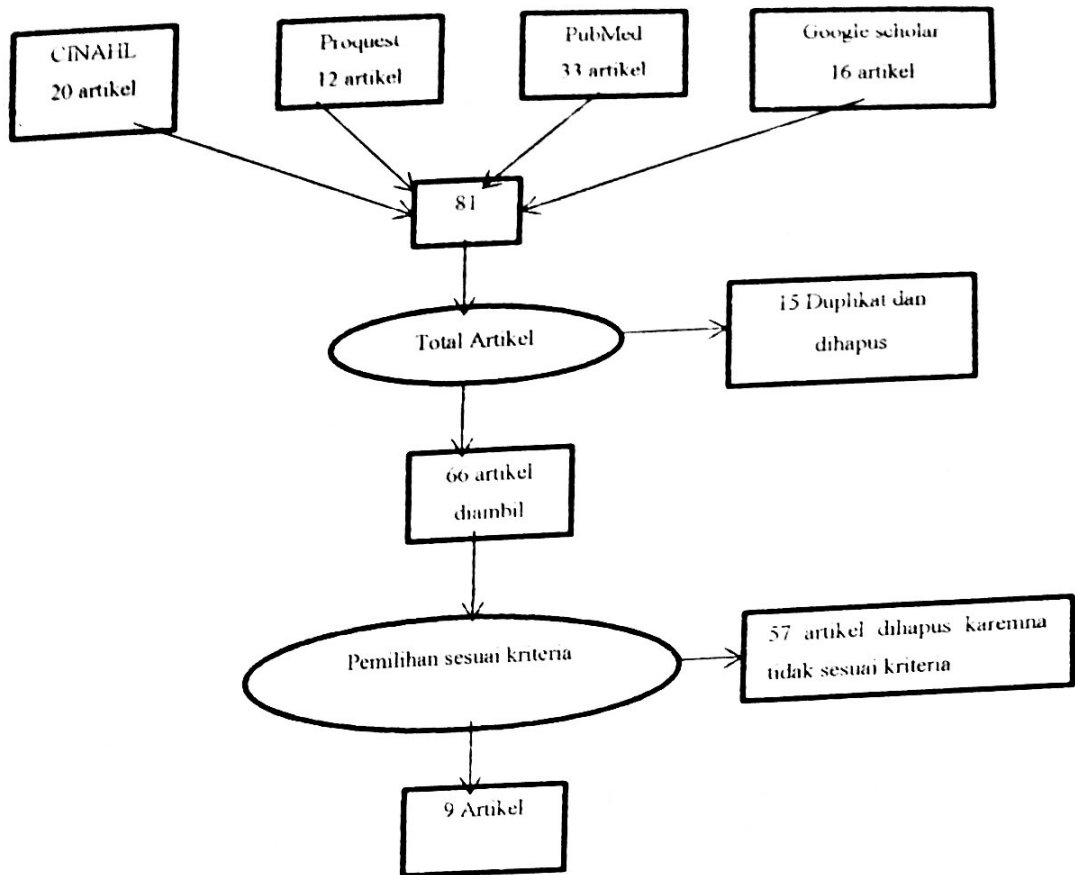 CINAHL
20 artikel
Proquest
12 artikel
PubMed
33 artikel
Google scholar
16 artikel
81
Total Artikel
15 Duplikat dan
dihapus
66 artikel
diambil
Pemilihan sesuai kriteria
57 artikel dihapus karemna
tidak sesuai kriteria
9 Artikel